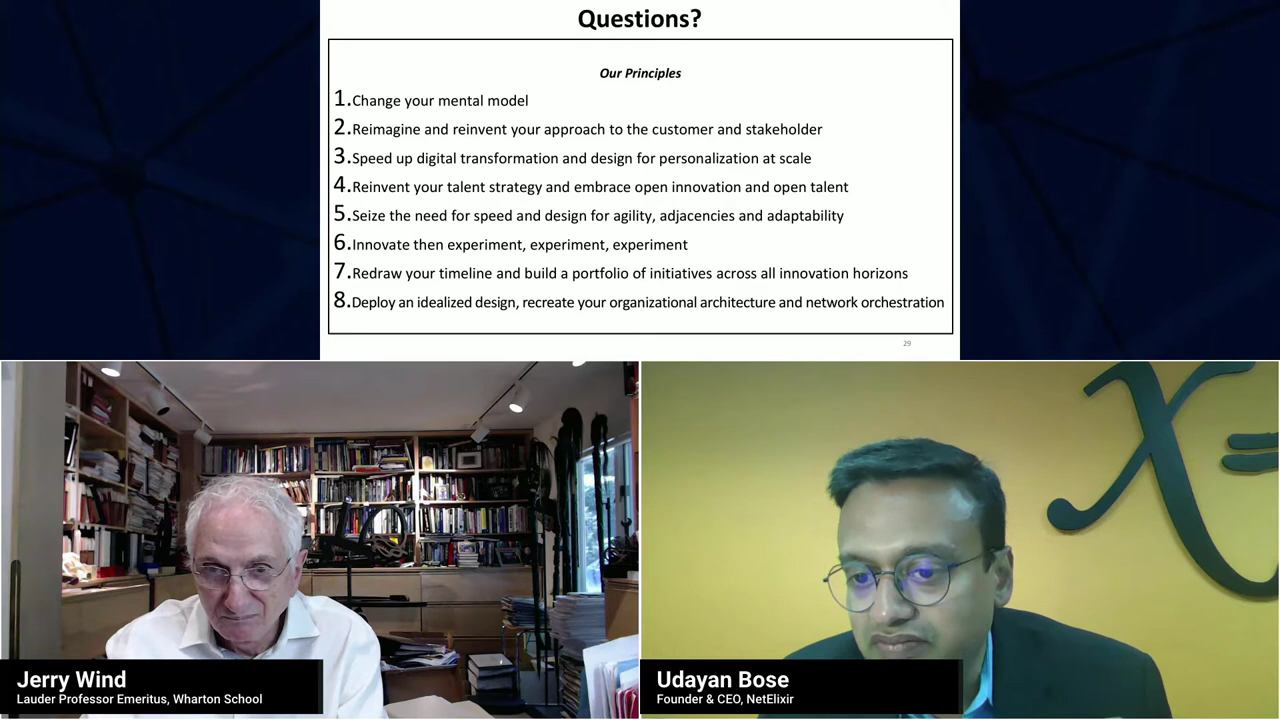 Questions?
Our Principles
1.Change your mental model
2.Reimagine and reinvent your approach to the customer and stakeholder
3.Speed up digital transformation and design for personalization at scale
4.Reinvent your talent strategy and embrace open innovation and open talent
5.Seize the need for speed and design for agility, adjacencies and adaptability
6.Innovate then experiment, experiment, experiment
7.Redraw your timeline and build a portfolio of initiatives across all innovation horizons
8.Deploy an idealized design, recreate your organizational architecture and network orchestration
29
X=
Jerry Wind
Lauder Professor Emeritus, Wharton School
Udayan Bose
Founder & CEO, NetElixir